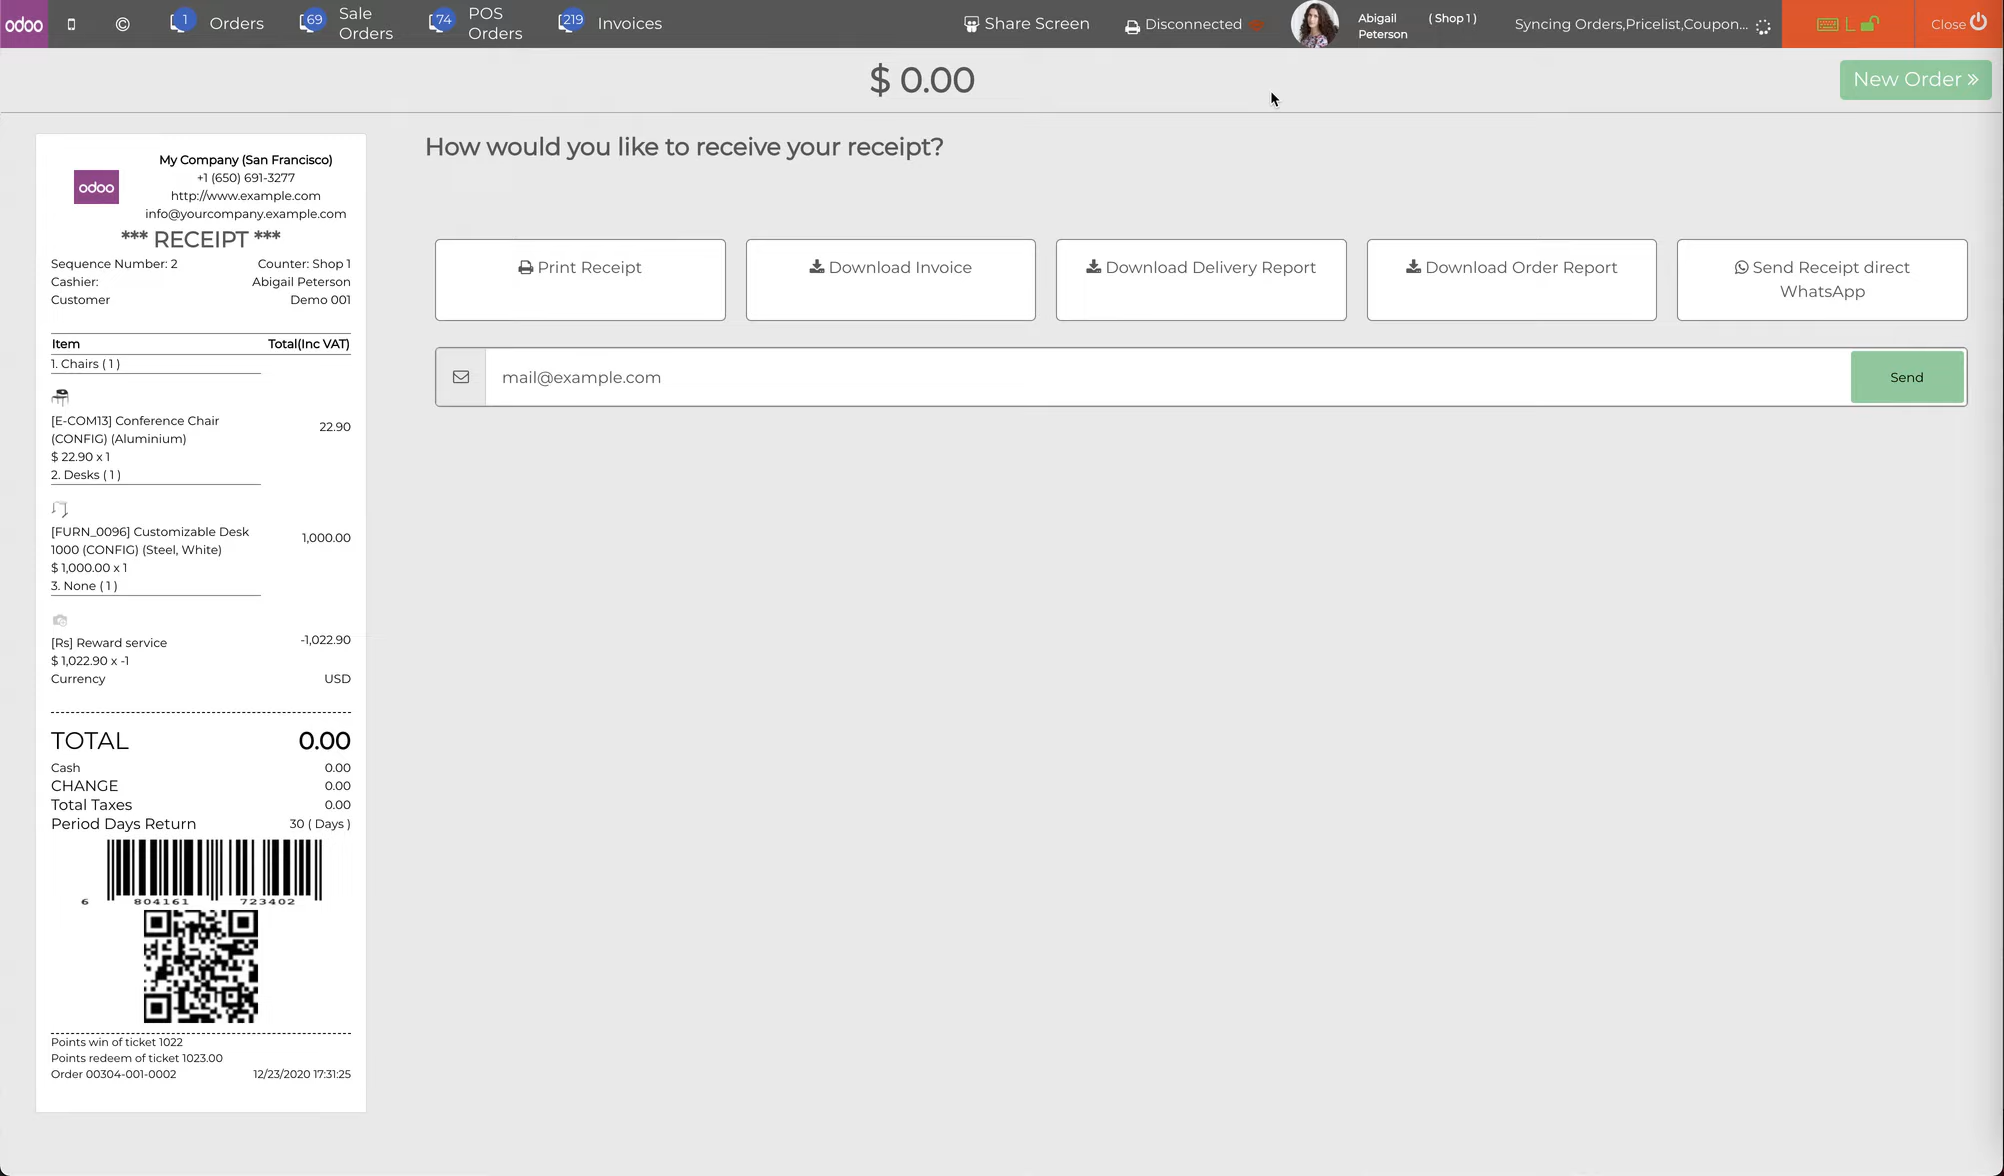 odoo
1 Orders
69 Sale Orders
74 POS Orders
219 Invoices
Share Screen
Disconnected
Abigail Peterson
( Shop 1 )
Syncing Orders,Pricelist,Coupon...
L
Close
$ 0.00
New Order »
My Company (San Francisco)
+1 (650) 691-3277
http://www.example.com
odoo
info@yourcompany.example.com
*** RECEIPT ***
Sequence Number: 2 Counter: Shop 1
Cashier: Abigail Peterson
Customer Demo 001
Item Total(Inc VAT)
1. Chairs ( 1 )
[E-COM13] Conference Chair
(CONFIG) (Aluminium) 22.90
$ 22.90 x 1
2. Desks ( 1 )
[FURN_0096] Customizable Desk
1000 (CONFIG) (Steel, White) 1,000.00
$ 1,000.00 x 1
3. None ( 1 )
[Rs] Reward service -1,022.90
$ 1,022.90 x -1
Currency USD
TOTAL 0.00
Cash 0.00
CHANGE 0.00
Total Taxes 0.00
Period Days Return 30 ( Days )
6 804161 723402
Points win of ticket 1022
Points redeem of ticket 1023.00
Order 00304-001-0002 12/23/2020 17:31:25
How would you like to receive your receipt?
Print Receipt
Download Invoice
Download Delivery Report
Download Order Report
Send Receipt direct
WhatsApp
mail@example.com
Send